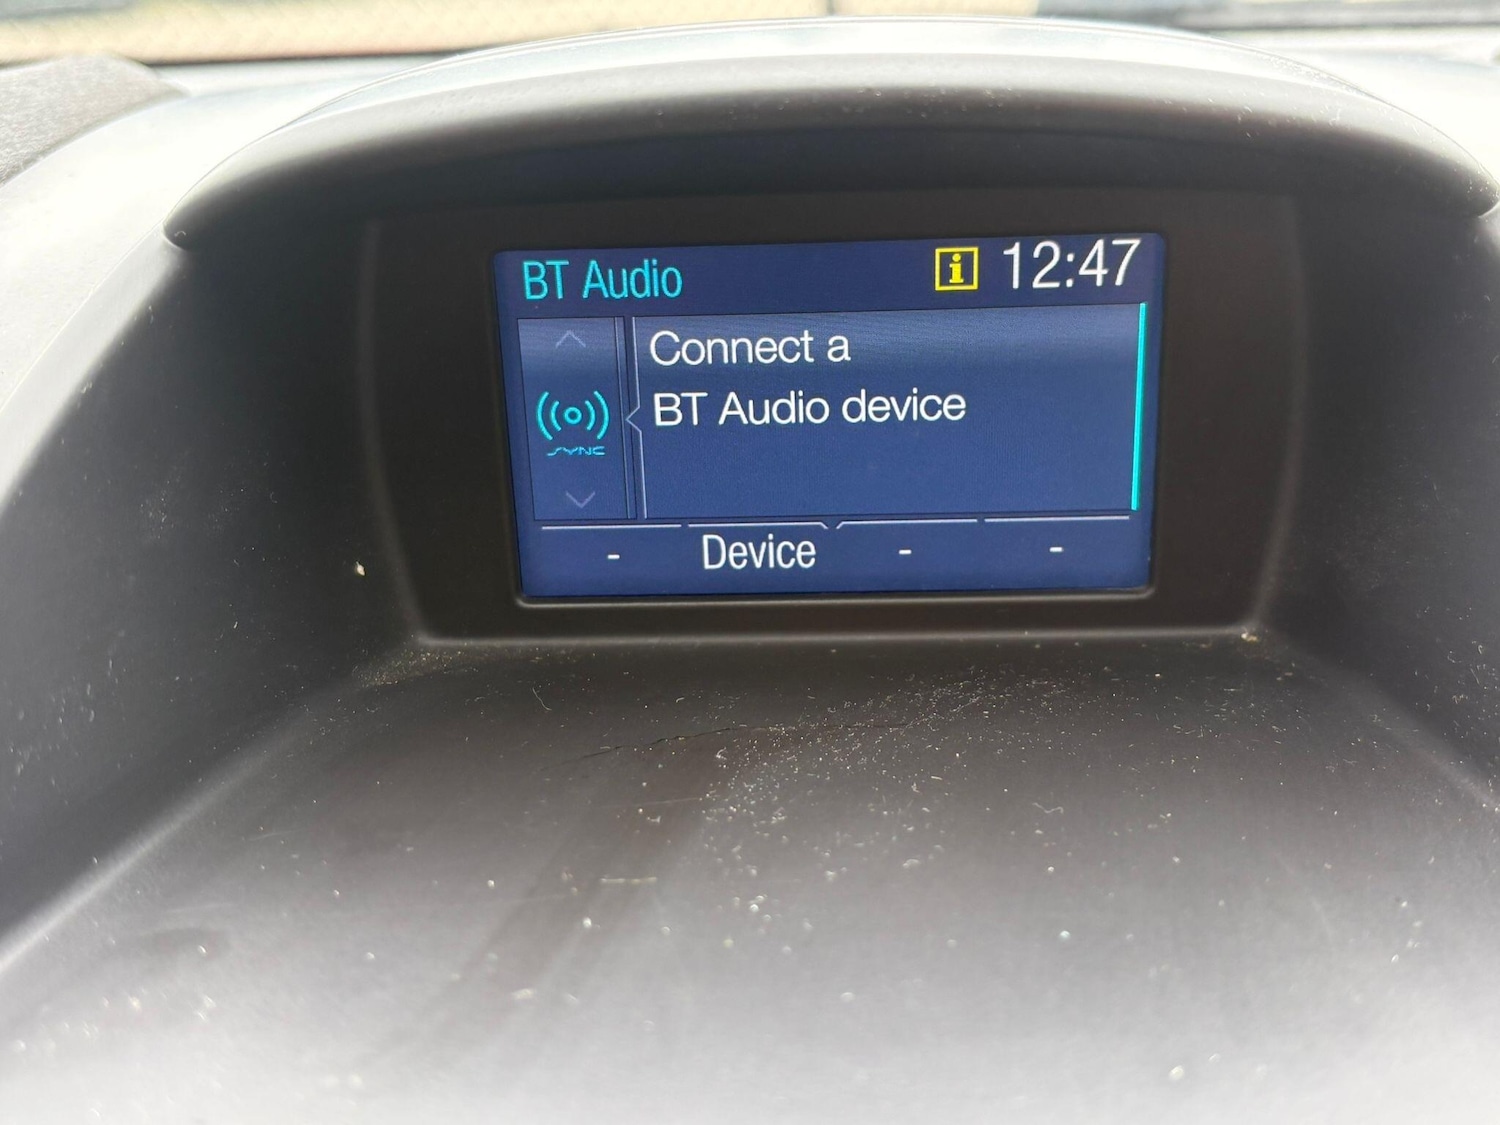 BT Audio i 12:47
Connect a
BT Audio device
SYNC
- Device - -